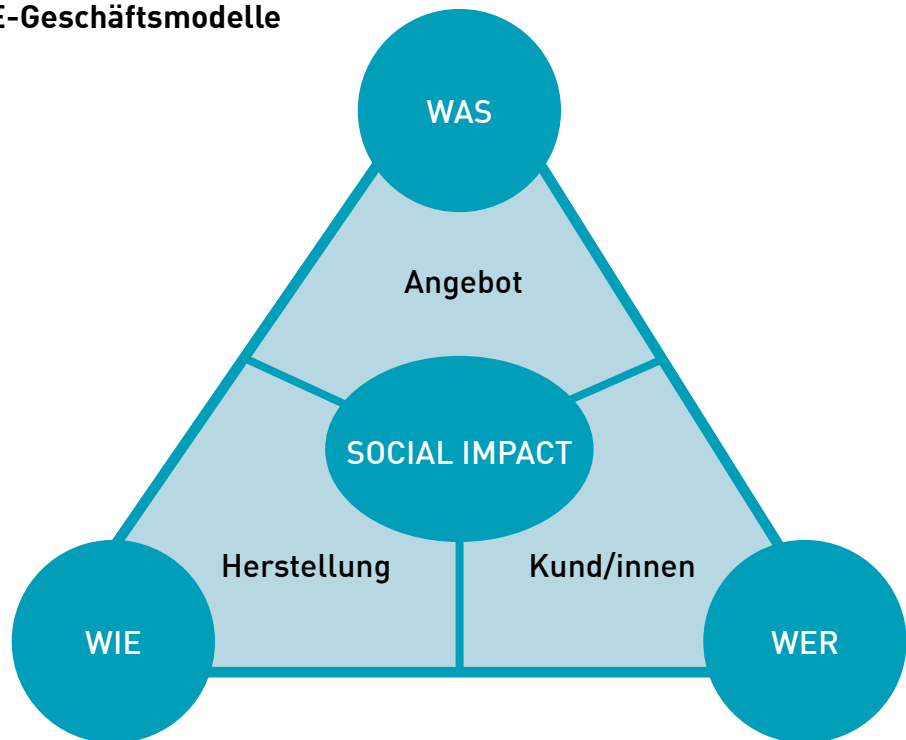 E-Geschäftsmodelle
WAS
Angebot
SOCIAL IMPACT
Herstellung
Kund/innen
WIE
WER